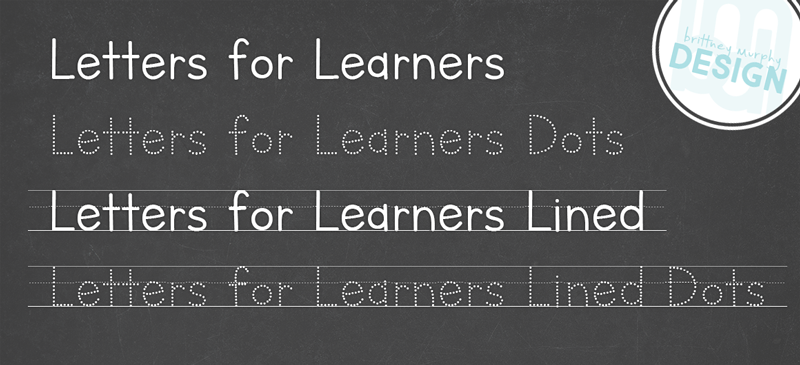 Letters for Learners
brittney murphy
DESIGN
Letters for Learners Dots
Letters for Learners Lined
Letters for Learners Lined Dots